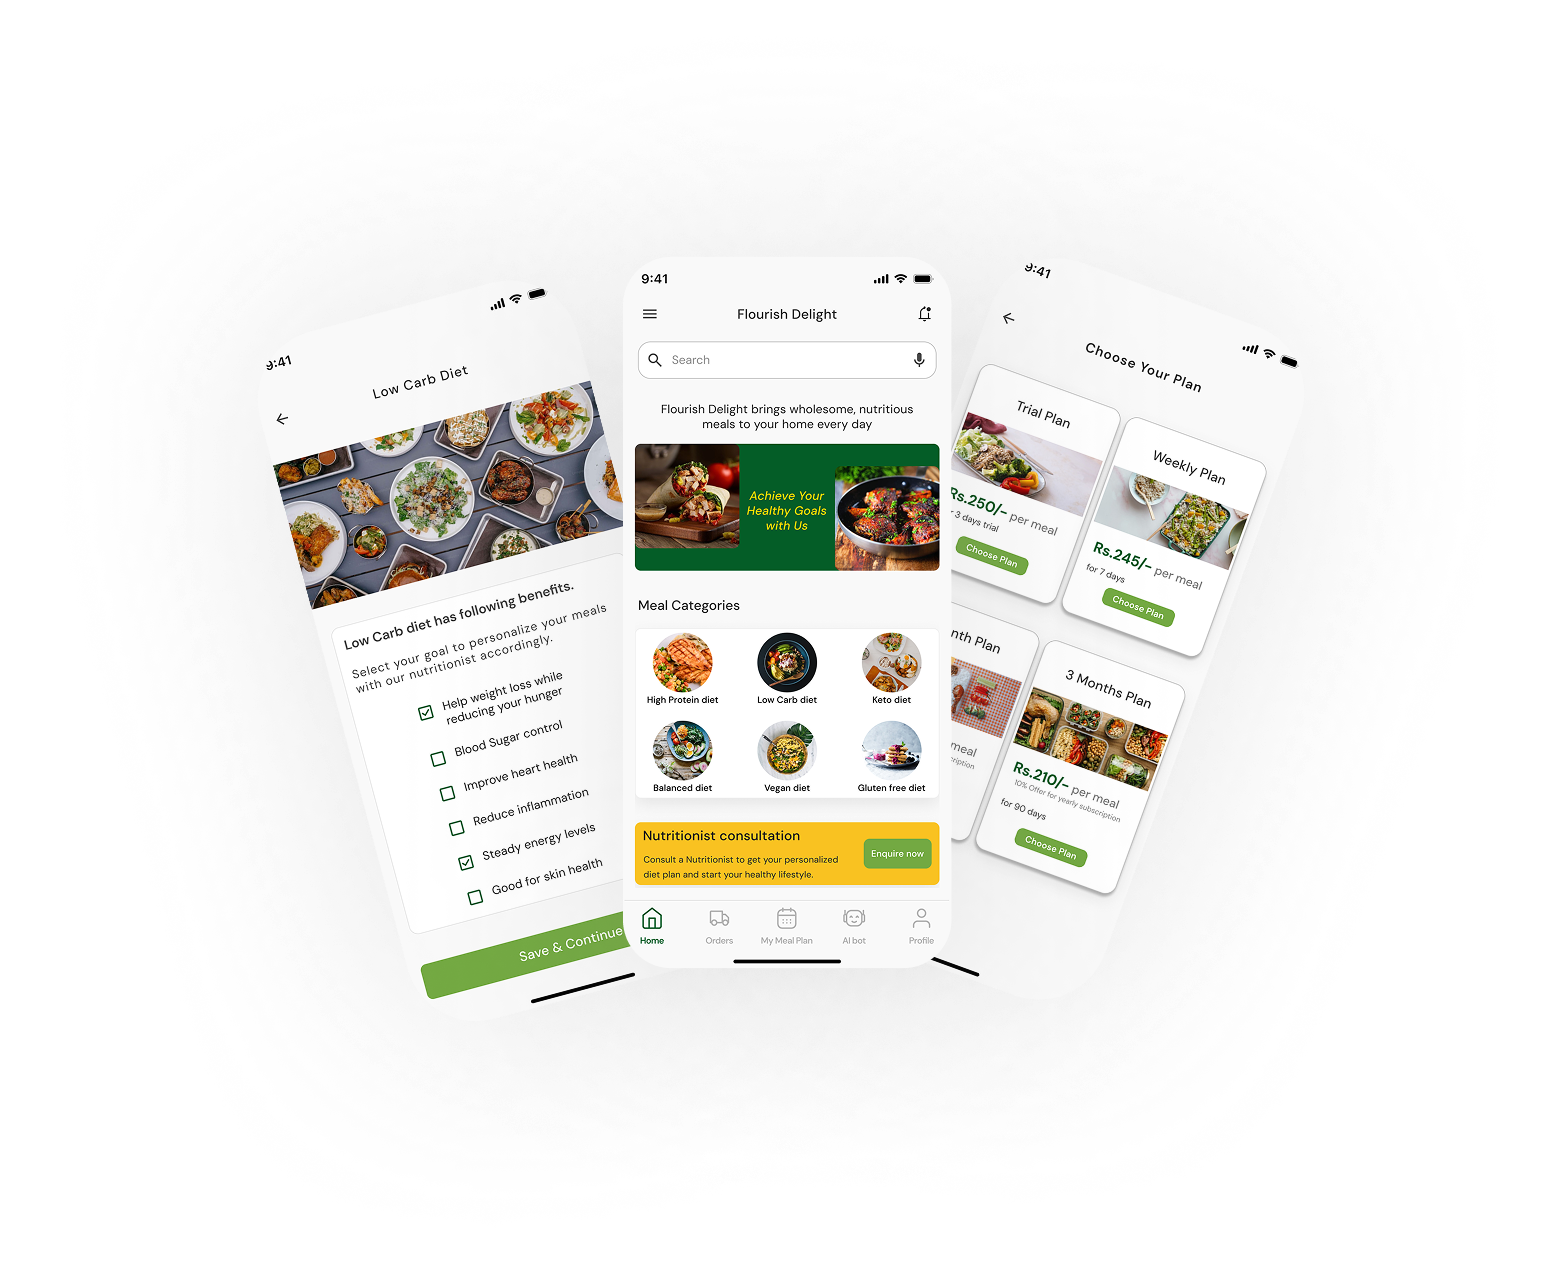 9:41
Low Carb Diet
Low Carb diet has following benefits.
Select your goal to personalize your meals
with our nutritionist accordingly.
Help weight loss while
reducing your hunger
Blood Sugar control
Improve heart health
Reduce inflammation
Steady energy levels
Good for skin health
Save & Continue
9:41
Flourish Delight
Search
Flourish Delight brings wholesome, nutritious
meals to your home every day
Achieve Your
Healthy Goals
with Us
Meal Categories
High Protein diet
Low Carb diet
Keto diet
Balanced diet
Vegan diet
Gluten free diet
Nutritionist consultation
Consult a Nutritionist to get your personalized
diet plan and start your healthy lifestyle.
Enquire now
Home
Orders
My Meal Plan
AI bot
Profile
9:41
Choose Your Plan
Trial Plan
Rs.250/- per meal
3 days trial
Choose Plan
Weekly Plan
Rs.245/- per meal
for 7 days
Choose Plan
nth Plan
meal
3 Months Plan
Rs.210/- per meal
10% Offer for yearly subscription
for 90 days
Choose Plan